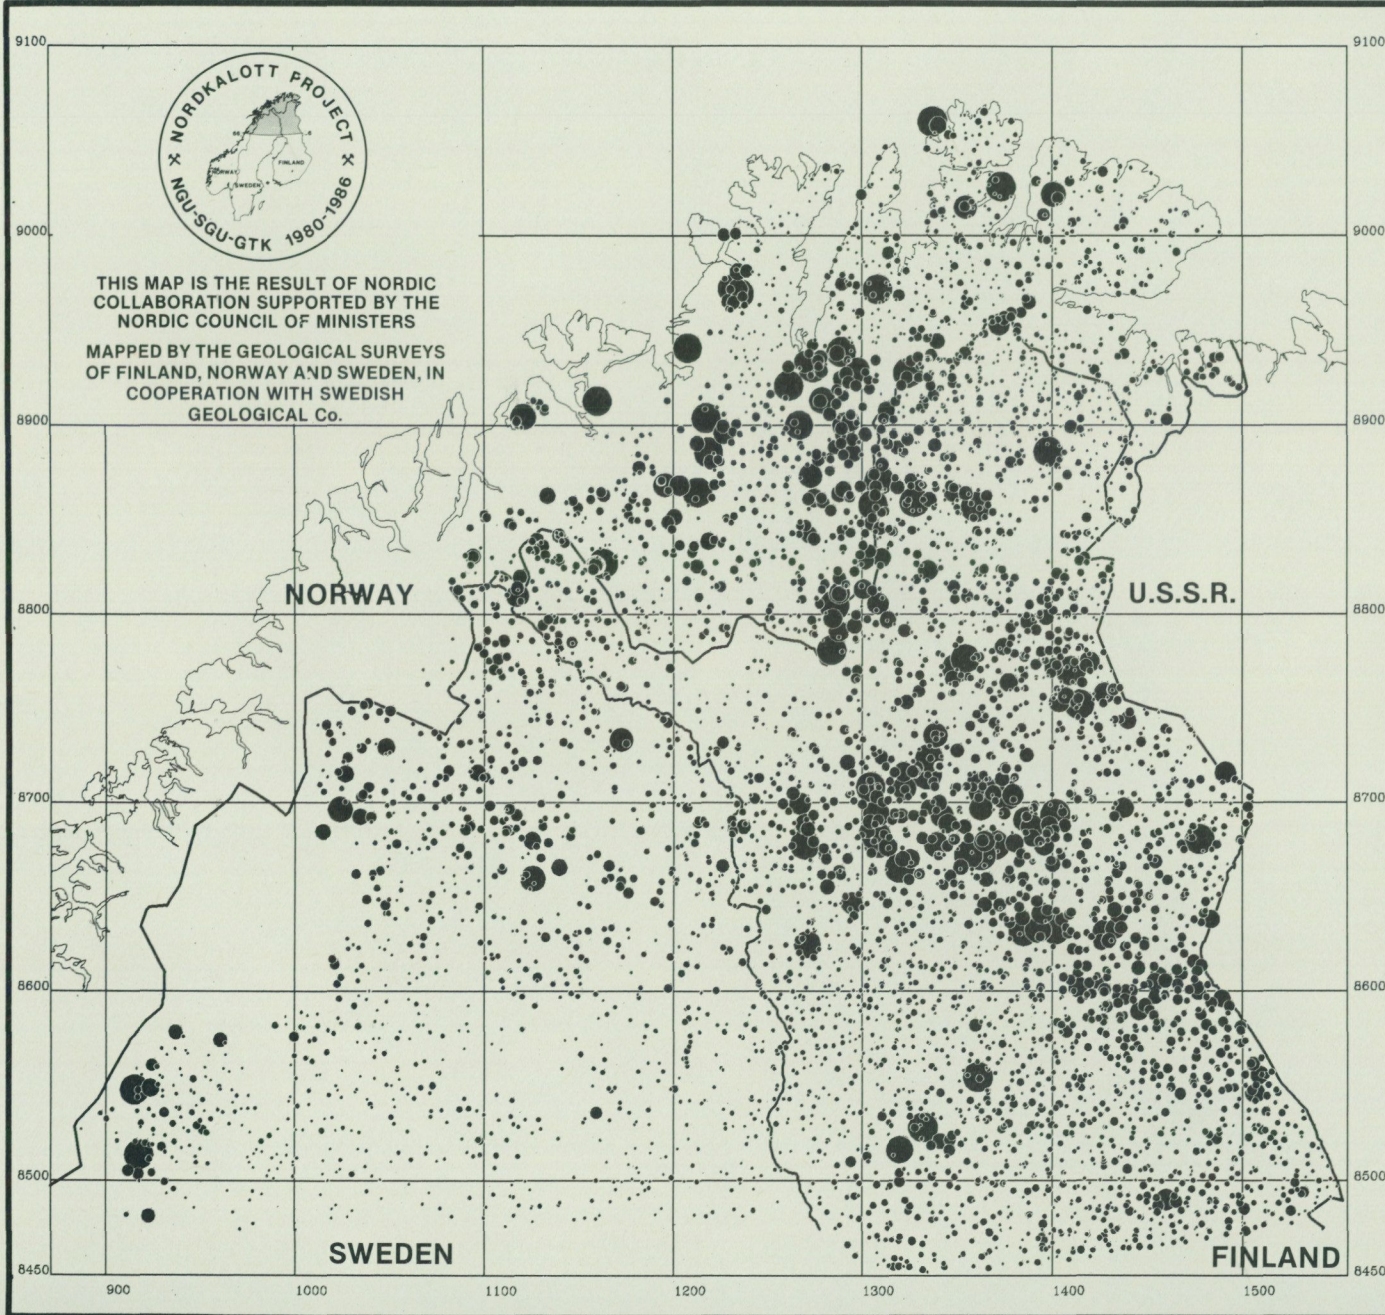 9100
9100
NORDKALOTT PROJECT
FINLAND
NORWAY
SWEDEN
NGU-SGU-GTK 1980-1986
9000
9000
THIS MAP IS THE RESULT OF NORDIC
COLLABORATION SUPPORTED BY THE
NORDIC COUNCIL OF MINISTERS
MAPPED BY THE GEOLOGICAL SURVEYS
OF FINLAND, NORWAY AND SWEDEN, IN
COOPERATION WITH SWEDISH
GEOLOGICAL Co.
8900
8900
NORWAY
U.S.S.R.
8800
8800
8700
8700
8600
8600
8500
8500
SWEDEN
FINLAND
8450
8450
900
1000
1100
1200
1300
1400
1500